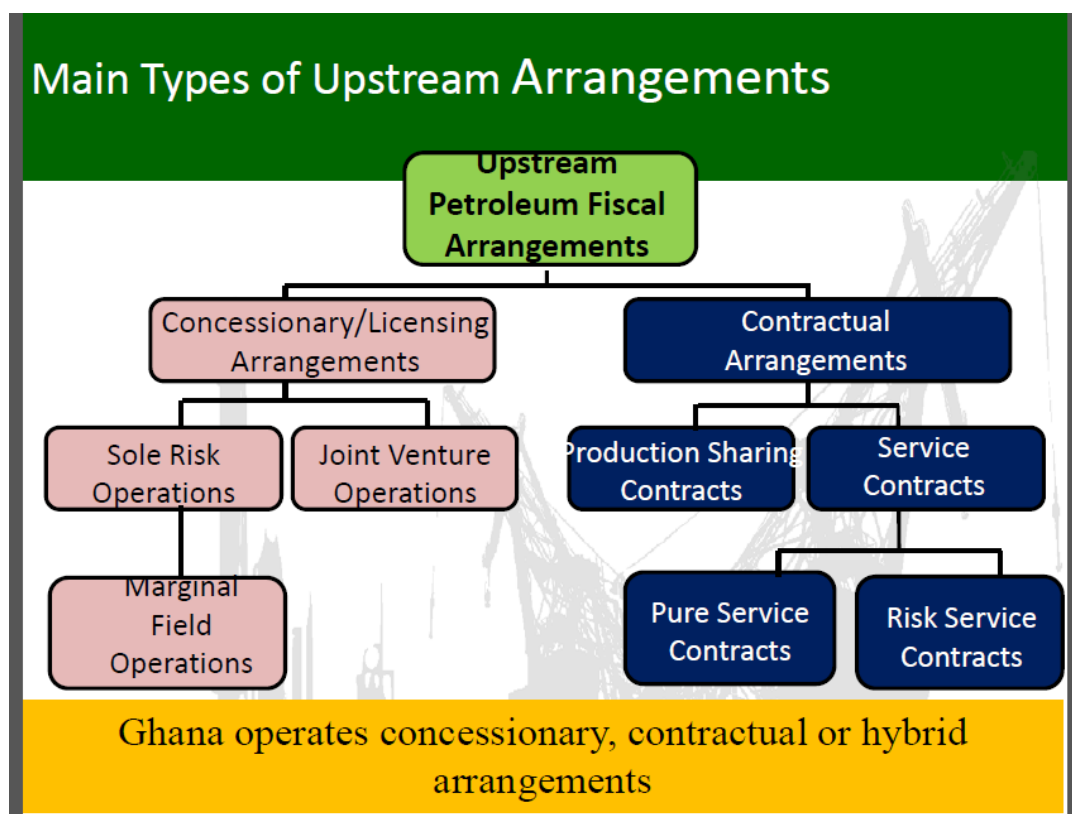 Main Types of Upstream Arrangements
Upstream
Petroleum Fiscal
Arrangements
Concessionary/Licensing
Arrangements
Contractual
Arrangements
Sole Risk
Operations
Joint Venture
Operations
Production Sharing
Contracts
Service
Contracts
Marginal
Field
Operations
Pure Service
Contracts
Risk Service
Contracts
Ghana operates concessionary, contractual or hybrid
arrangements